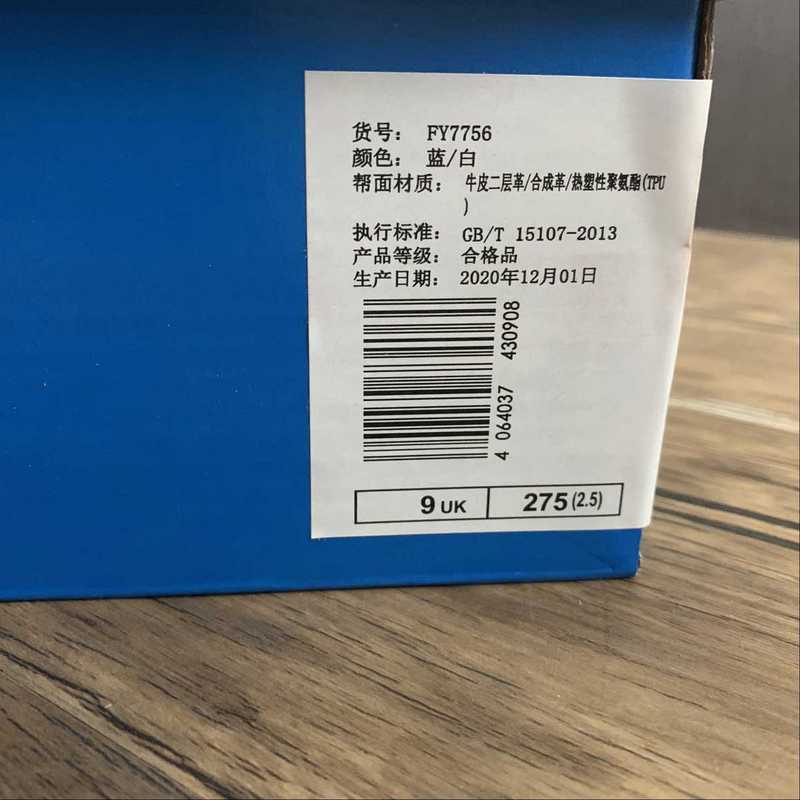 货号： FY7756
颜色： 蓝/白
帮面材质： 牛皮二层革/合成革/热塑性聚氨酯(TPU
)
执行标准： GB/T 15107-2013
产品等级： 合格品
生产日期： 2020年12月01日
4 064037 430908
9 UK 275(2.5)